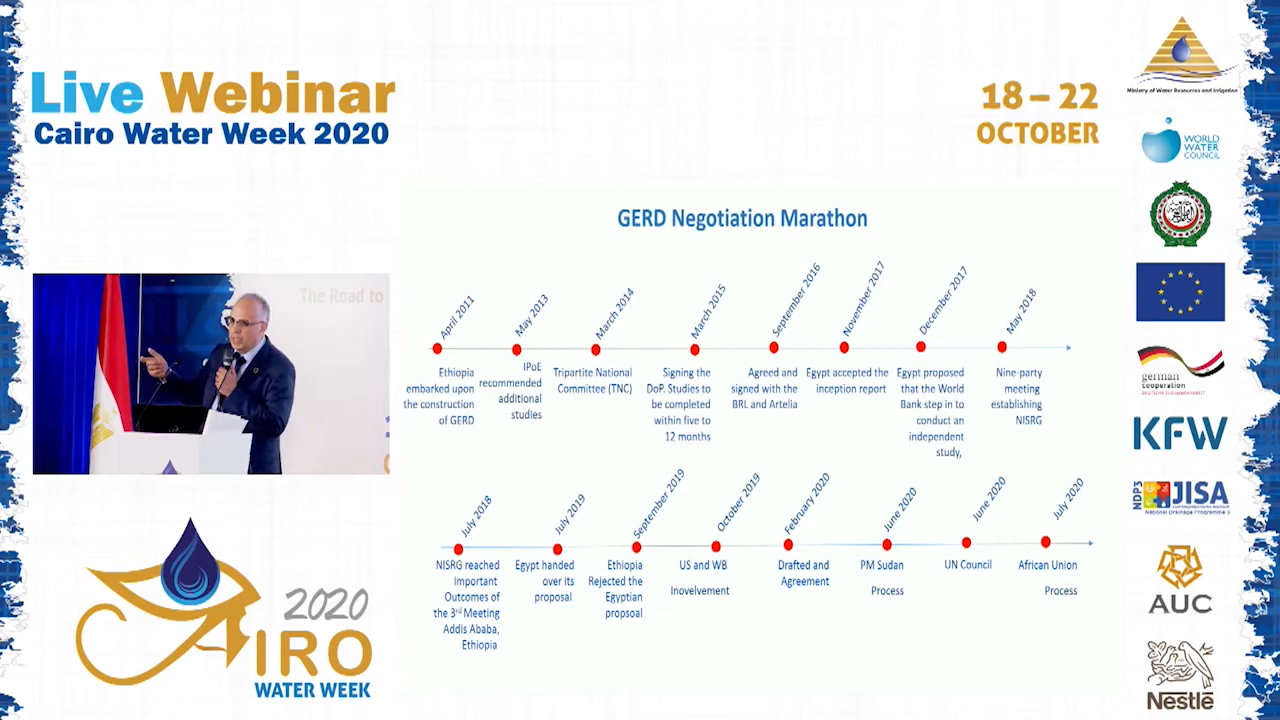 Live Webinar
Cairo Water Week 2020
18 – 22
OCTOBER
Ministry of Water Resources and Irrigation
WORLD
WATER
COUNCIL
GERD Negotiation Marathon
The Road to
April 2011
May 2013
March 2014
March 2015
September 2016
November 2017
December 2017
May 2018
Ethiopia
embarked upon
the construction
of GERD
IPoE
recommended
additional
studies
Tripartite National
Committee (TNC)
Signing the
DoP. Studies to
be completed
within five to
12 months
Agreed and
signed with the
BRL and Artelia
Egypt accepted the
inception report
Egypt proposed
that the World
Bank step in to
conduct an
independent
study,
Nine-party
meeting
establishing
NISRG
July 2018
July 2019
September 2019
October 2019
February 2020
June 2020
June 2020
July 2020
NISRG reached
Important
Outcomes of
the 3rd Meeting
Addis Ababa,
Ethiopia
Egypt handed
over its
proposal
Ethiopia
Rejected the
Egyptian
propsoal
US and WB
Inovelvement
Drafted and
Agreement
PM Sudan
Process
UN Council
African Union
Process
2020
CAIRO
WATER WEEK
german
cooperation
DEUTSCHE ZUSAMMENARBEIT
KFW
NDP3
JISA
National Drainage Programme 3
AUC
Nestlé